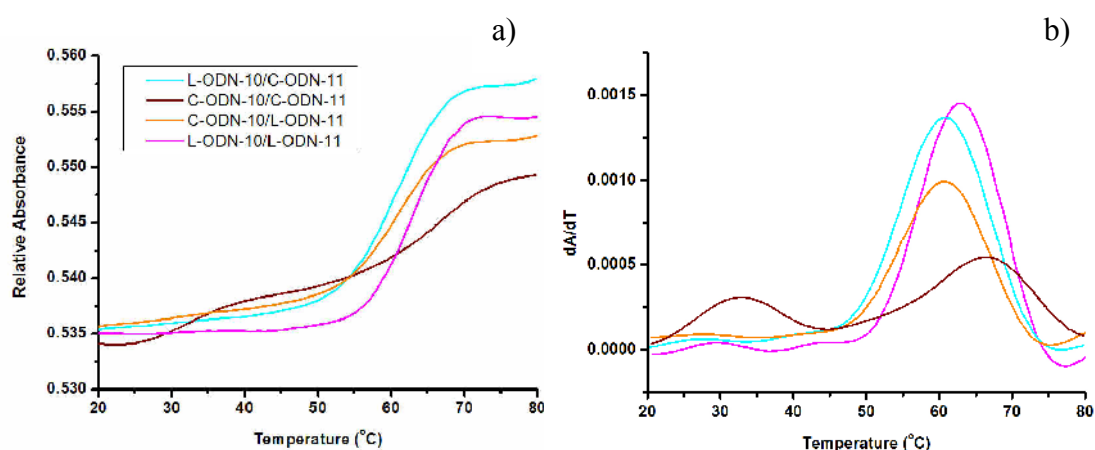 a)
0.560
0.555
0.550
0.545
0.540
0.535
0.530
Relative Absorbance
L-ODN-10/C-ODN-11
C-ODN-10/C-ODN-11
C-ODN-10/L-ODN-11
L-ODN-10/L-ODN-11
20 30 40 50 60 70 80
Temperature (°C)
b)
0.0015
0.0010
0.0005
0.0000
dA/dT
20 30 40 50 60 70 80
Temperature (°C)